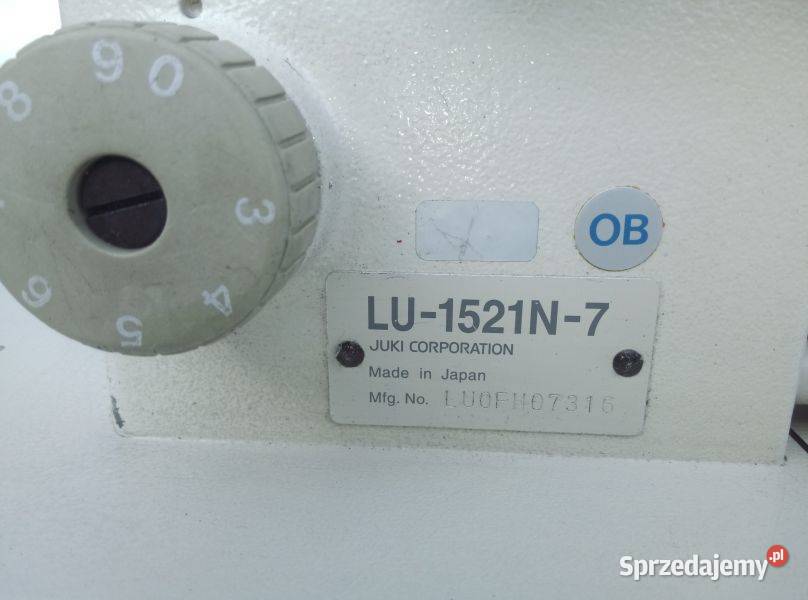 9 0
8
3
6 4
5
OB
LU-1521N-7
JUKI CORPORATION
Made in Japan
Mfg. No. LU0FH07316
Sprzedajemy.pl